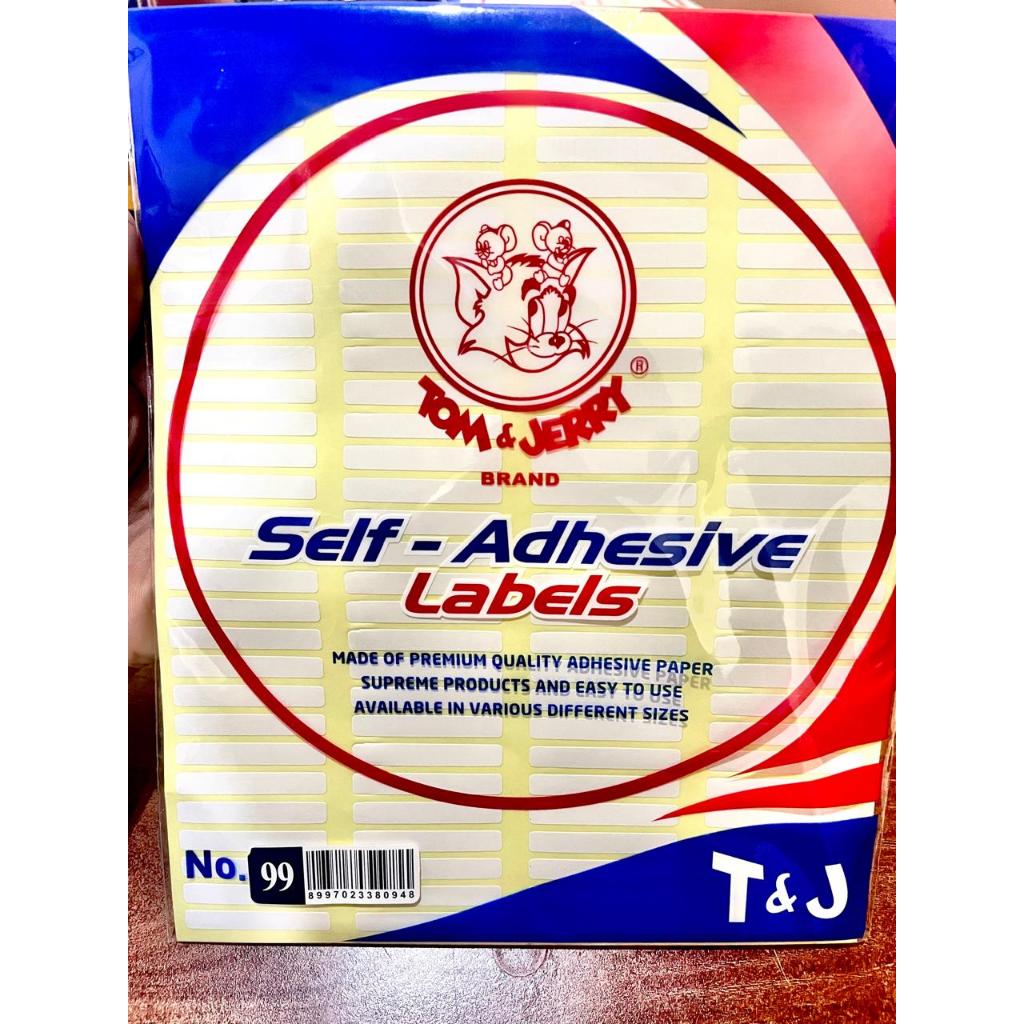 ®
TOM & JERRY
BRAND
Self - Adhesive
Labels
MADE OF PREMIUM QUALITY ADHESIVE PAPER
SUPREME PRODUCTS AND EASY TO USE
AVAILABLE IN VARIOUS DIFFERENT SIZES
No. 99
8997023380948
T & J